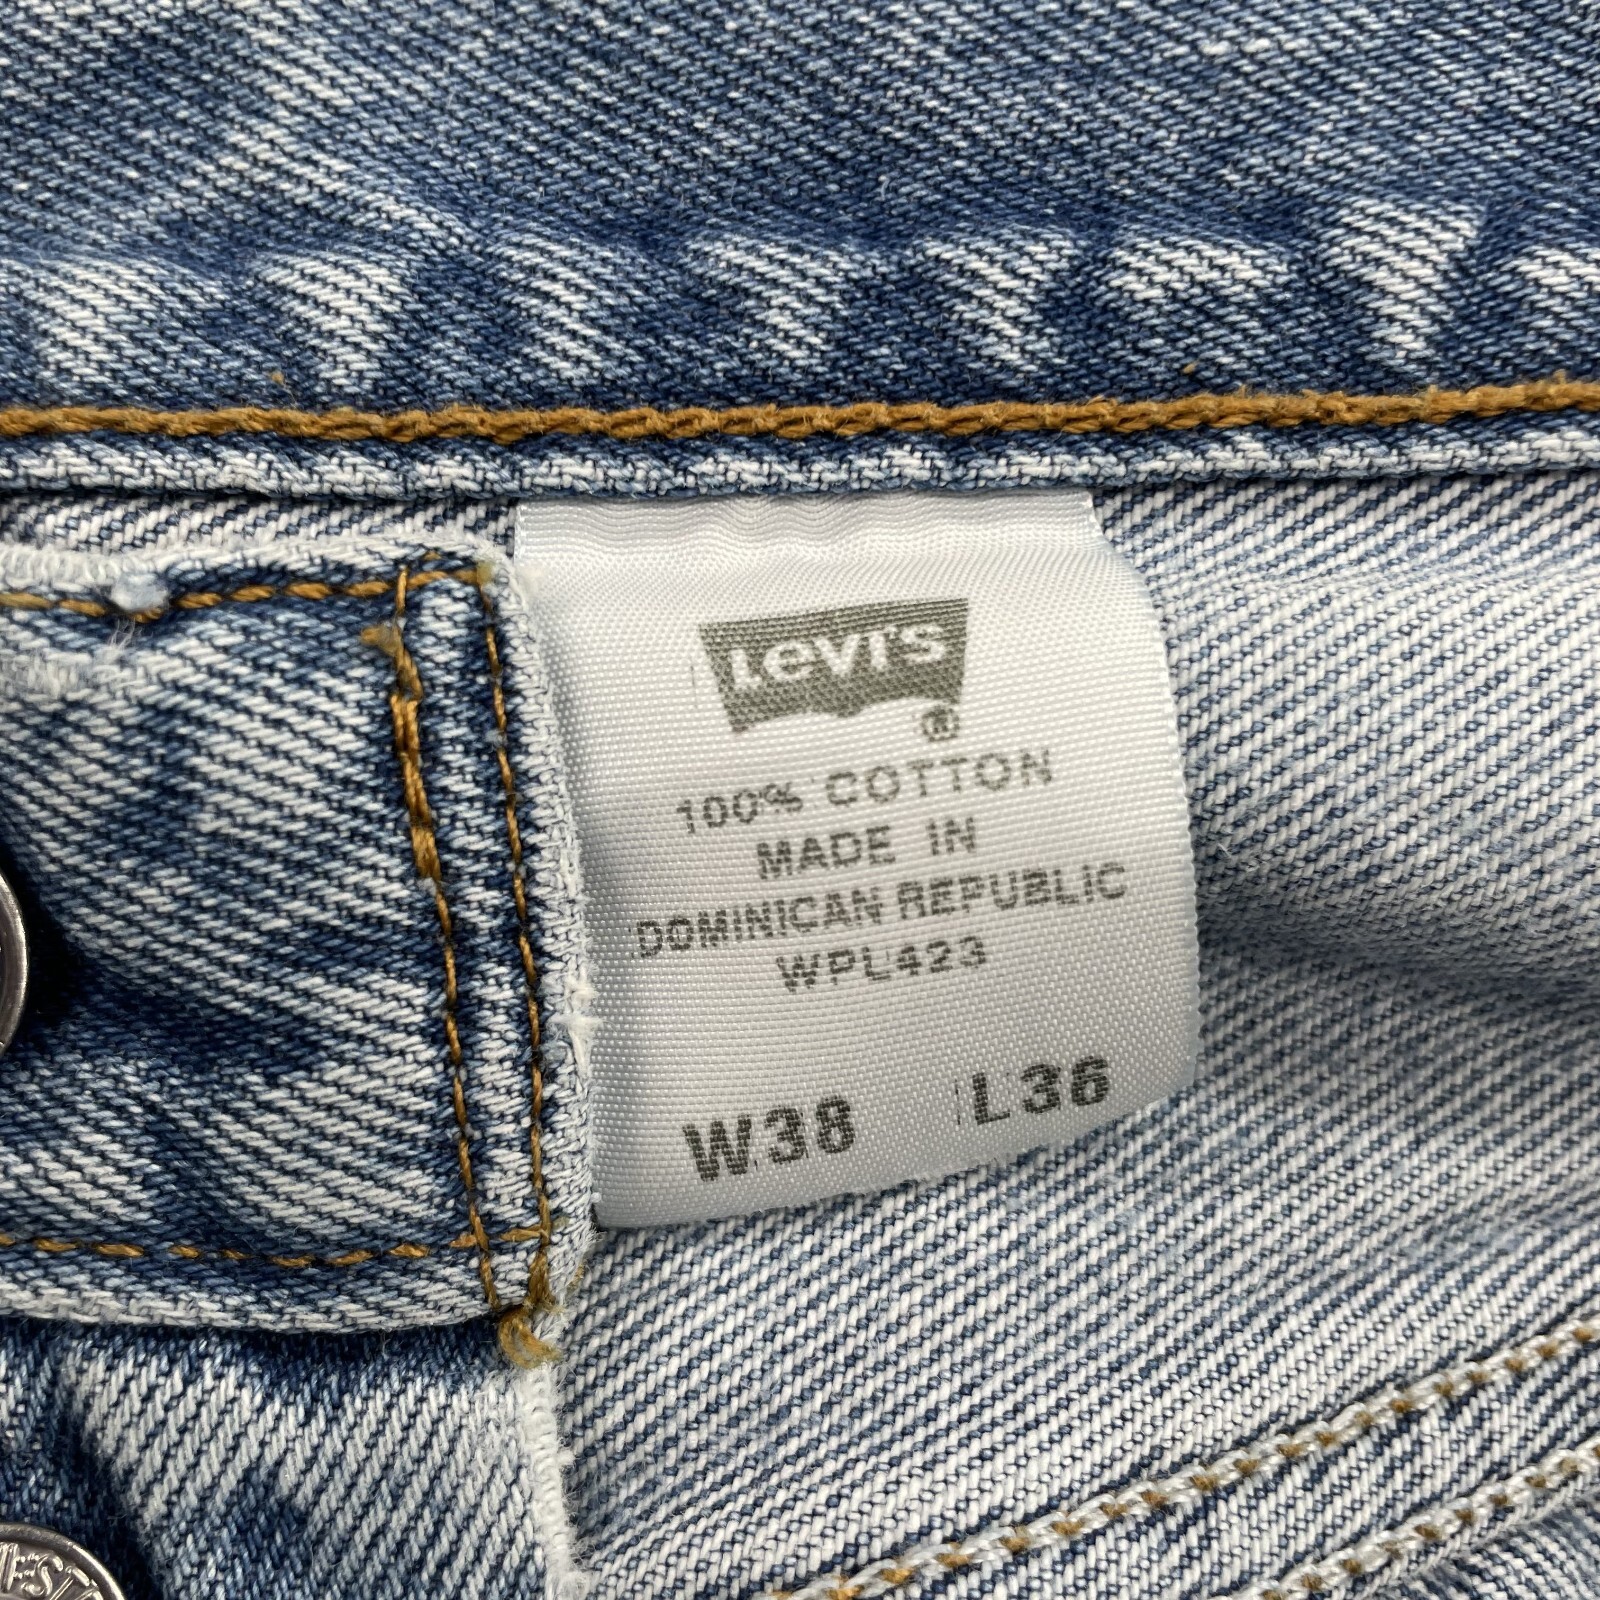 Levi's
®
100% COTTON
MADE IN
DOMINICAN REPUBLIC
WPL423
W38 L36